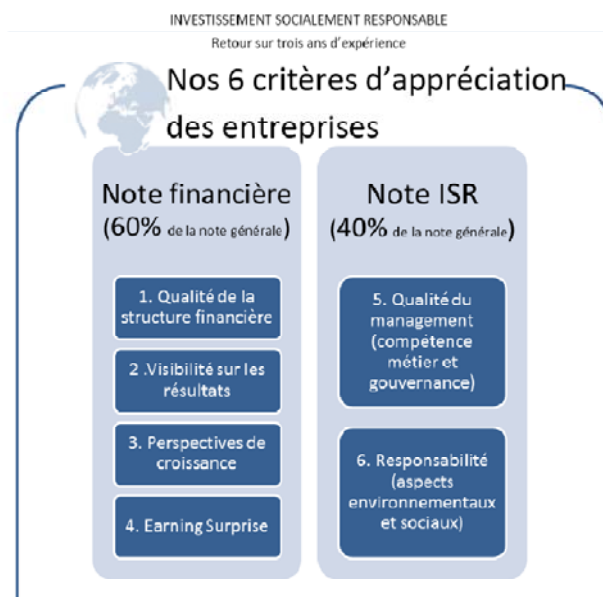 INVESTISSEMENT SOCIALEMENT RESPONSABLE
Retour sur trois ans d'expérience
Nos 6 critères d'appréciation
des entreprises
Note financière
(60% de la note générale)
1. Qualité de la
structure financière
2 .Visibilité sur les
résultats
3. Perspectives de
croissance
4. Earning Surprise
Note ISR
(40% de la note générale)
5. Qualité du
management
(compétence
métier et
gouvernance)
6. Responsabilité
(aspects
environnementaux
et sociaux)